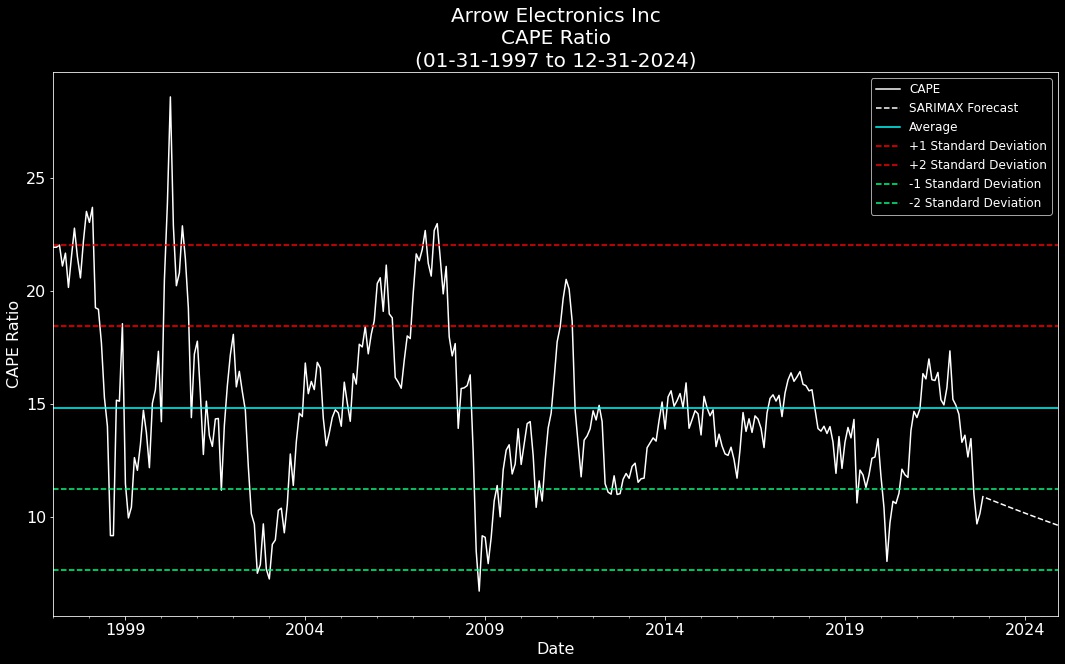 Arrow Electronics Inc
CAPE Ratio
(01-31-1997 to 12-31-2024)
CAPE
SARIMAX Forecast
Average
+1 Standard Deviation
+2 Standard Deviation
-1 Standard Deviation
-2 Standard Deviation
CAPE Ratio
25
20
15
10
1999 2004 2009 2014 2019 2024
Date